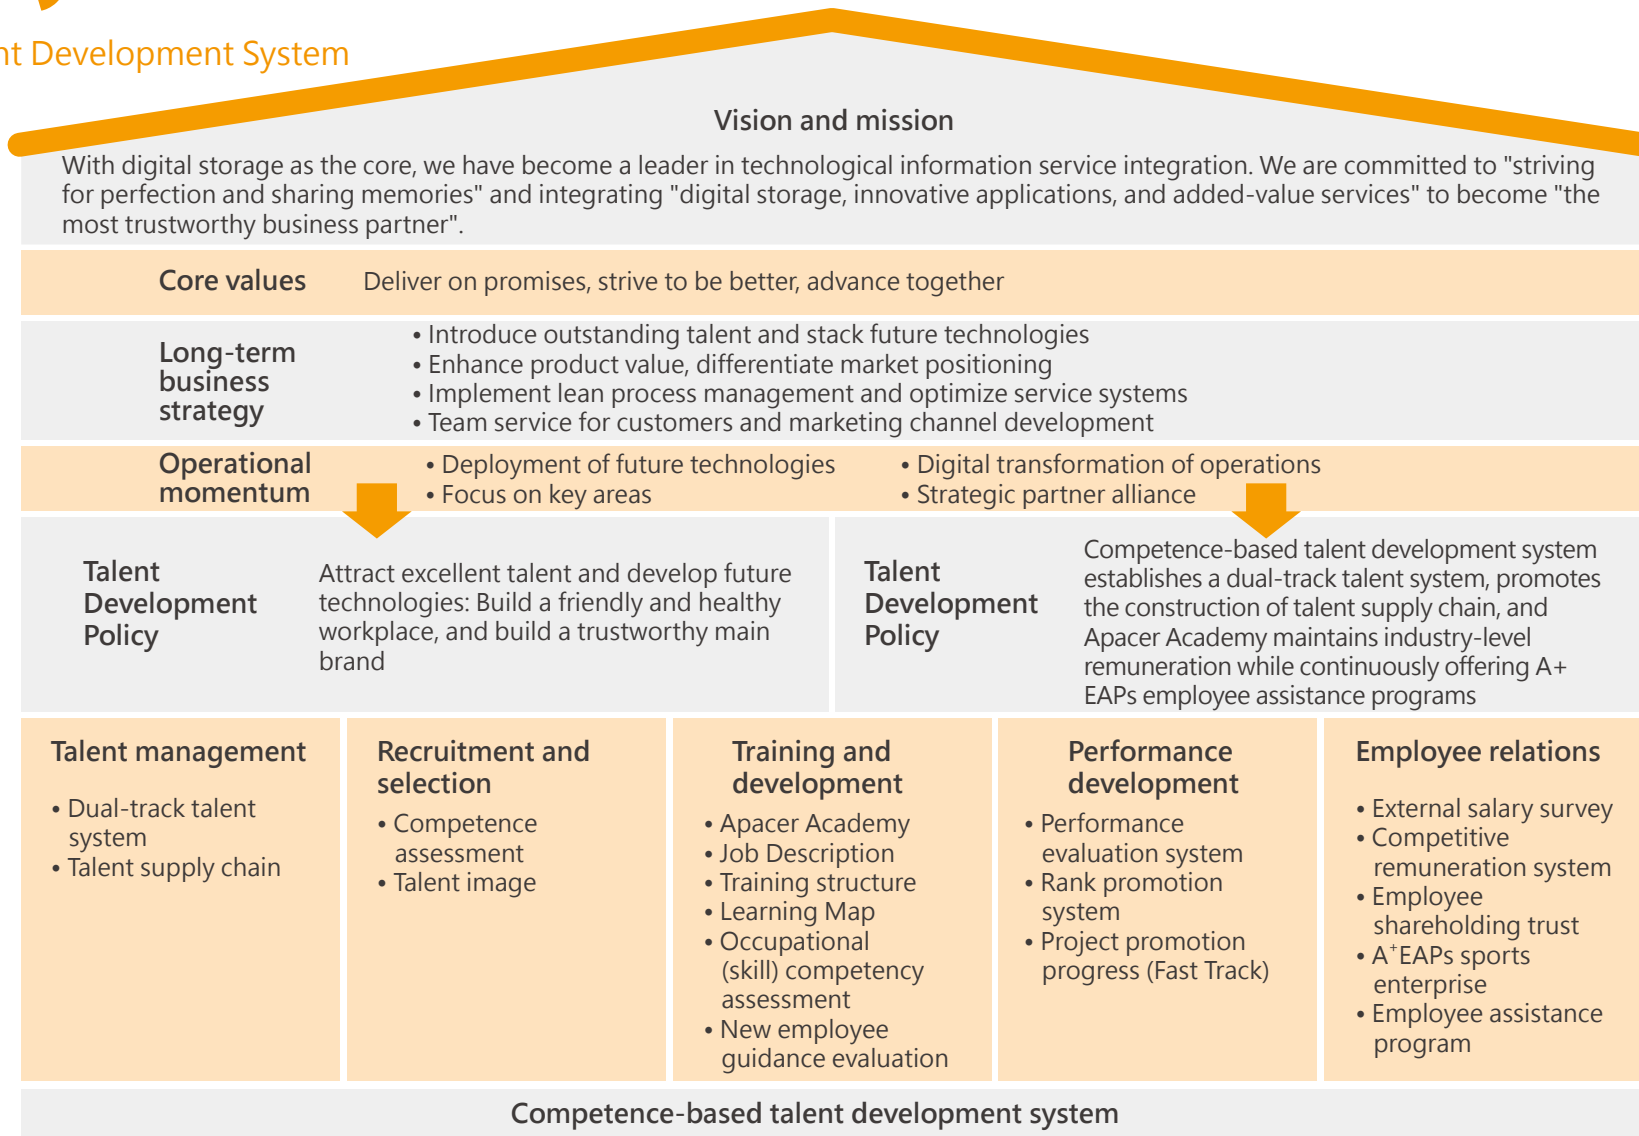 nt Development System
Vision and mission
With digital storage as the core, we have become a leader in technological information service integration. We are committed to "striving
for perfection and sharing memories" and integrating "digital storage, innovative applications, and added-value services" to become "the
most trustworthy business partner".
Core values
Deliver on promises, strive to be better, advance together
Long-term
business
strategy
• Introduce outstanding talent and stack future technologies
• Enhance product value, differentiate market positioning
• Implement lean process management and optimize service systems
• Team service for customers and marketing channel development
Operational
momentum
• Deployment of future technologies
• Focus on key areas
• Digital transformation of operations
• Strategic partner alliance
Talent
Development
Policy
Attract excellent talent and develop future
technologies: Build a friendly and healthy
workplace, and build a trustworthy main
brand
Talent
Development
Policy
Competence-based talent development system
establishes a dual-track talent system, promotes
the construction of talent supply chain, and
Apacer Academy maintains industry-level
remuneration while continuously offering A+
EAPs employee assistance programs
Talent management
• Dual-track talent
system
• Talent supply chain
Recruitment and
selection
• Competence
assessment
• Talent image
Training and
development
• Apacer Academy
• Job Description
• Training structure
• Learning Map
• Occupational
(skill) competency
assessment
• New employee
guidance evaluation
Performance
development
• Performance
evaluation system
• Rank promotion
system
• Project promotion
progress (Fast Track)
Employee relations
• External salary survey
• Competitive
remuneration system
• Employee
shareholding trust
• A⁺EAPs sports
enterprise
• Employee assistance
program
Competence-based talent development system